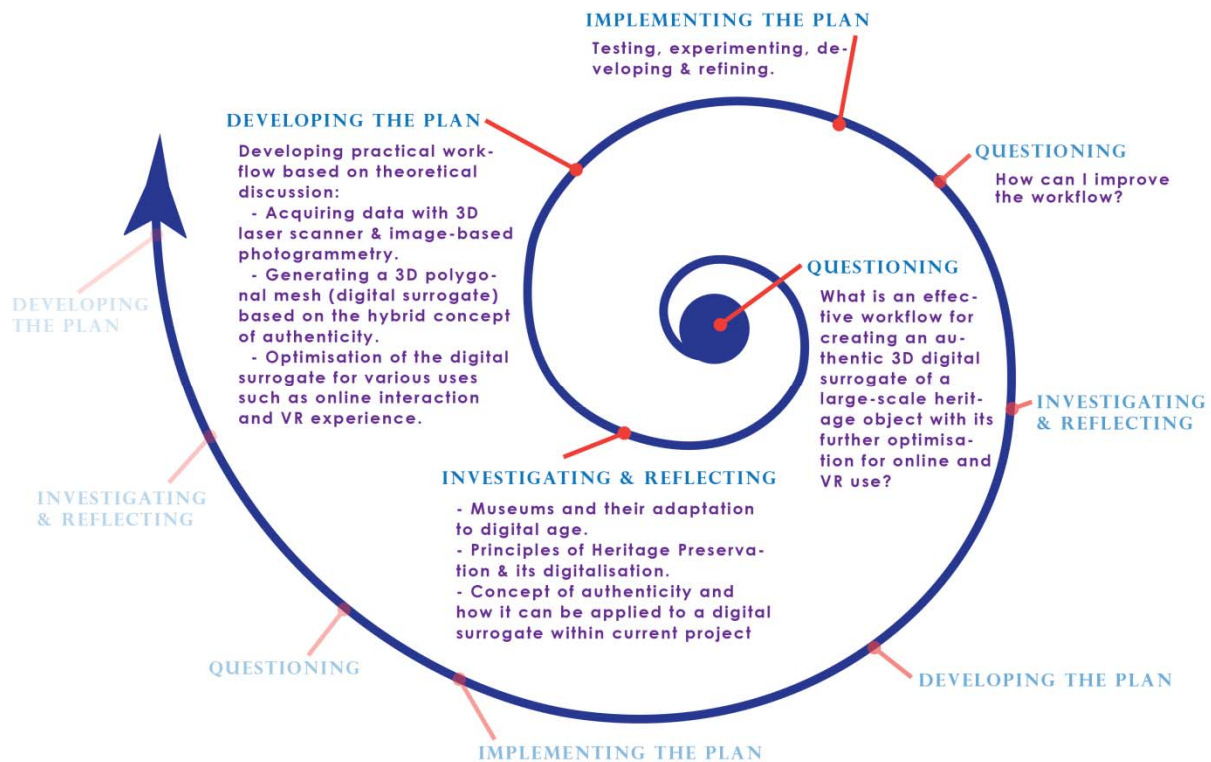 IMPLEMENTING THE PLAN
Testing, experimenting, de-
veloping & refining.
DEVELOPING THE PLAN
Developing practical work-
flow based on theoretical
discussion:
- Acquiring data with 3D
laser scanner & image-based
photogrammetry.
- Generating a 3D polygo-
nal mesh (digital surrogate)
based on the hybrid concept
of authenticity.
- Optimisation of the digital
surrogate for various uses
such as online interaction
and VR experience.
QUESTIONING
How can I improve
the workflow?
QUESTIONING
What is an effec-
tive workflow for
creating an au-
thentic 3D digital
surrogate of a
large-scale herit-
age object with its
further optimisa-
tion for online and
VR use?
DEVELOPING
THE PLAN
INVESTIGATING
& REFLECTING
INVESTIGATING & REFLECTING
- Museums and their adaptation
to digital age.
- Principles of Heritage Preserva-
tion & its digitalisation.
- Concept of authenticity and
how it can be applied to a digital
surrogate within current project
INVESTIGATING
& REFLECTING
QUESTIONING
DEVELOPING THE PLAN
IMPLEMENTING THE PLAN